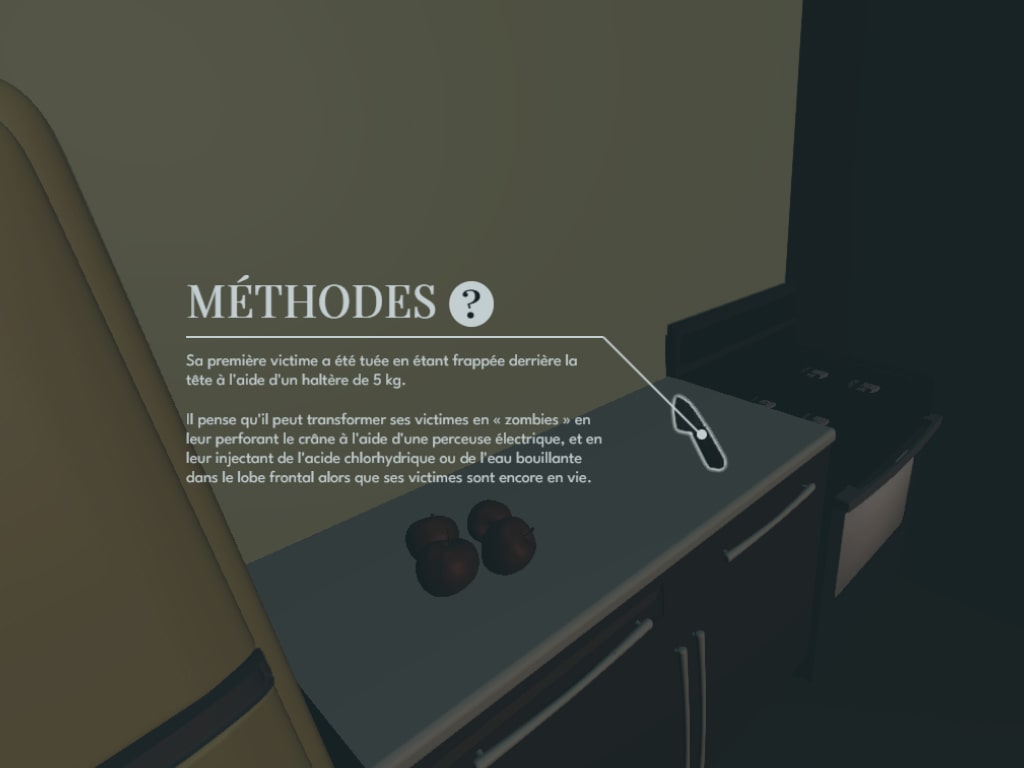 MÉTHODES ?
Sa première victime a été tuée en étant frappée derrière la
tête à l'aide d'un haltère de 5 kg.
Il pense qu'il peut transformer ses victimes en « zombies » en
leur perforant le crâne à l'aide d'une perceuse électrique, et en
leur injectant de l'acide chlorhydrique ou de l'eau bouillante
dans le lobe frontal alors que ses victimes sont encore en vie.